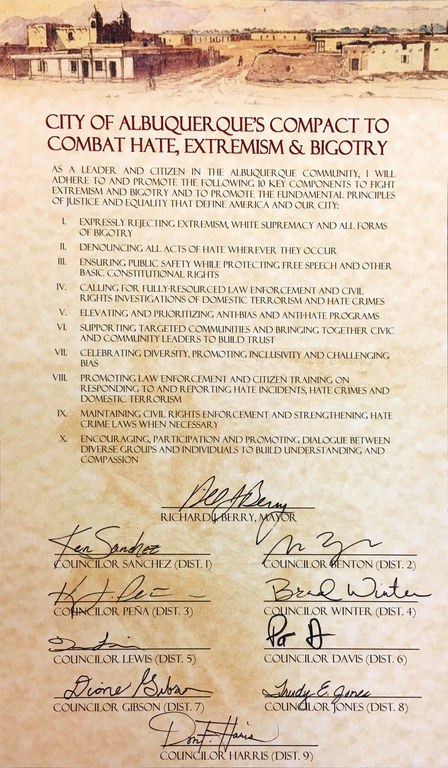 CITY OF ALBUQUERQUE'S COMPACT TO
COMBAT HATE, EXTREMISM & BIGOTRY
AS A LEADER AND CITIZEN IN THE ALBUQUERQUE COMMUNITY, I WILL
ADHERE TO AND PROMOTE THE FOLLOWING 10 KEY COMPONENTS TO FIGHT
EXTREMISM AND BIGOTRY AND TO PROMOTE THE FUNDAMENTAL PRINCIPLES
OF JUSTICE AND EQUALITY THAT DEFINE AMERICA AND OUR CITY:
I. EXPRESSLY REJECTING EXTREMISM, WHITE SUPREMACY AND ALL FORMS
OF BIGOTRY
II. DENOUNCING ALL ACTS OF HATE WHEREVER THEY OCCUR
III. ENSURING PUBLIC SAFETY WHILE PROTECTING FREE SPEECH AND OTHER
BASIC CONSTITUTIONAL RIGHTS
IV. CALLING FOR FULLY-RESOURCED LAW ENFORCEMENT AND CIVIL
RIGHTS INVESTIGATIONS OF DOMESTIC TERRORISM AND HATE CRIMES
V. ELEVATING AND PRIORITIZING ANTI-BIAS AND ANTI-HATE PROGRAMS
VI. SUPPORTING TARGETED COMMUNITIES AND BRINGING TOGETHER CIVIC
AND COMMUNITY LEADERS TO BUILD TRUST
VII. CELEBRATING DIVERSITY, PROMOTING INCLUSIVITY AND CHALLENGING
BIAS
VIII. PROMOTING LAW ENFORCEMENT AND CITIZEN TRAINING ON
RESPONDING TO AND REPORTING HATE INCIDENTS, HATE CRIMES AND
DOMESTIC TERRORISM
IX. MAINTAINING CIVIL RIGHTS ENFORCEMENT AND STRENGTHENING HATE
CRIME LAWS WHEN NECESSARY
X. ENCOURAGING, PARTICIPATION AND PROMOTING DIALOGUE BETWEEN
DIVERSE GROUPS AND INDIVIDUALS TO BUILD UNDERSTANDING AND
COMPASSION
RICHARD J. BERRY, MAYOR
Ken Sanchez
COUNCILOR SANCHEZ (DIST. 1)
COUNCILOR BENTON (DIST. 2)
COUNCILOR PEÑA (DIST. 3)
Brad Winter
COUNCILOR WINTER (DIST. 4)
COUNCILOR LEWIS (DIST. 5)
COUNCILOR DAVIS (DIST. 6)
Diane Gibson
COUNCILOR GIBSON (DIST. 7)
Trudy E. Jones
COUNCILOR JONES (DIST. 8)
Don F. Harris
COUNCILOR HARRIS (DIST. 9)